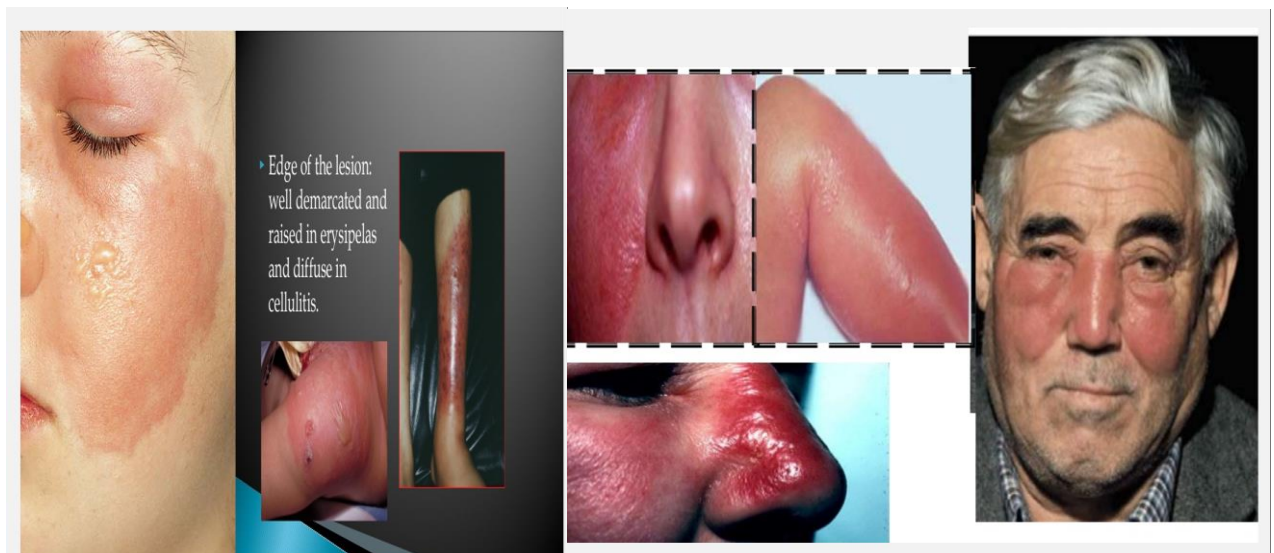 Edge of the lesion:
well demarcated and
raised in erysipelas
and diffuse in
cellulitis.